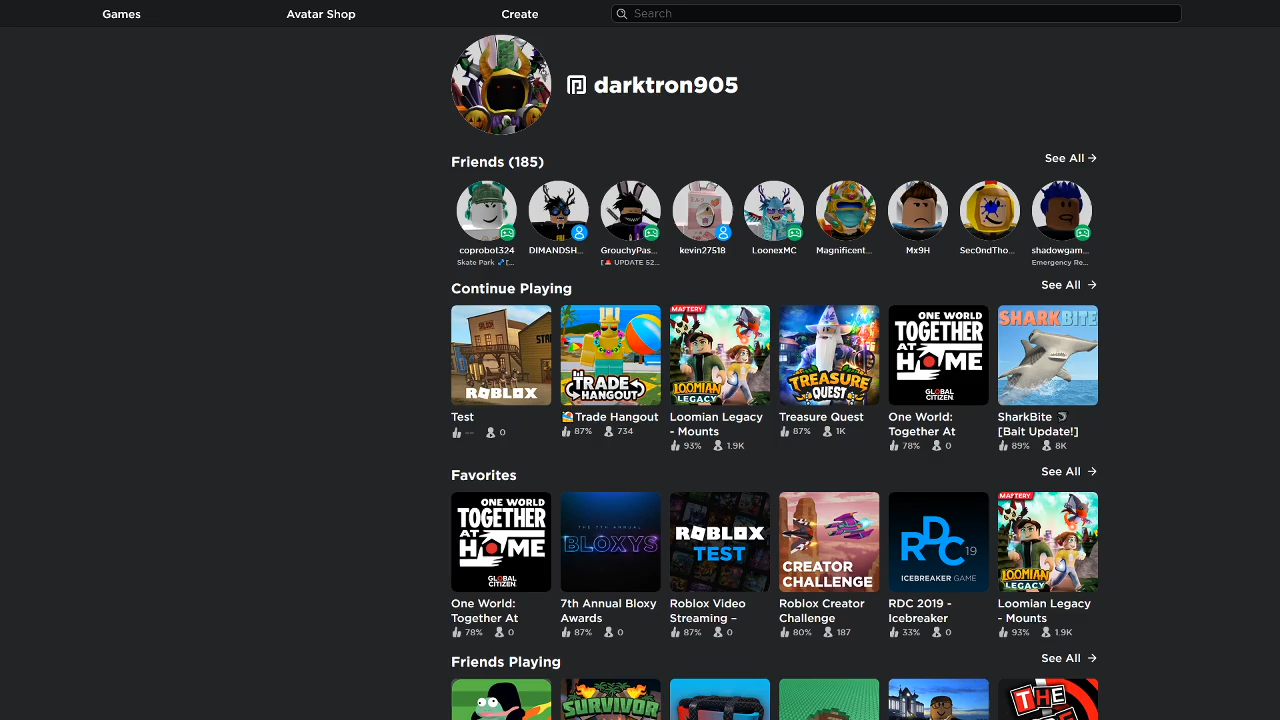 Games Avatar Shop Create Search
darktron905
Friends (185) See All
coprobot324 DIMANDSH... GrouchyPas... kevin27518 LoonexMC Magnificent... Mx9H Sec0ndTho... shadowgam...
Skate Park [... [ UPDATE 52... Emergency Re...
Continue Playing See All
ROBLOX
TRADE HANGOUT
MASTERY
LOOMIAN LEGACY
TREASURE QUEST
ONE WORLD
TOGETHER
AT
HOME
GLOBAL
CITIZEN
SHARKBITE
Test Trade Hangout Loomian Legacy - Mounts Treasure Quest One World: Together At SharkBite [Bait Update!]
-- 0 87% 734 93% 1.9K 87% 1K 78% 0 89% 8K
Favorites See All
ONE WORLD
TOGETHER
AT
HOME
GLOBAL
CITIZEN
THE 7TH ANNUAL
BLOXYS
ROBLOX
TEST
CREATOR
CHALLENGE
RDC 19
ICEBREAKER GAME
MASTERY
LOOMIAN LEGACY
One World: Together At 7th Annual Bloxy Awards Roblox Video Streaming – Roblox Creator Challenge RDC 2019 - Icebreaker Loomian Legacy - Mounts
78% 0 87% 0 87% 0 80% 187 33% 0 93% 1.9K
Friends Playing See All
SURVIVOR
THE